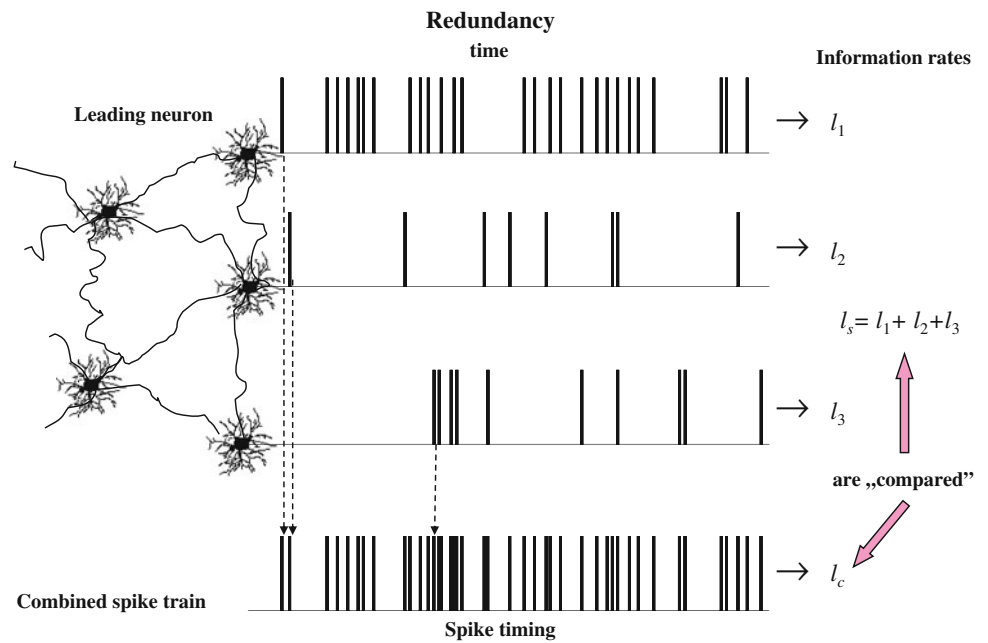 Redundancy
time
Information rates
Leading neuron
l1
l2
ls= l1+ l2+l3
l3
are „compared”
lc
Combined spike train
Spike timing